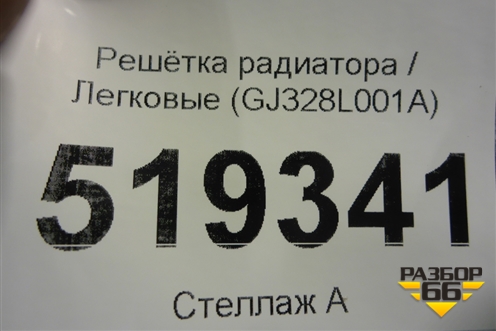 Решётка радиатора /
Легковые (GJ328L001A)
519341
Стеллаж А
РАЗБОР
66